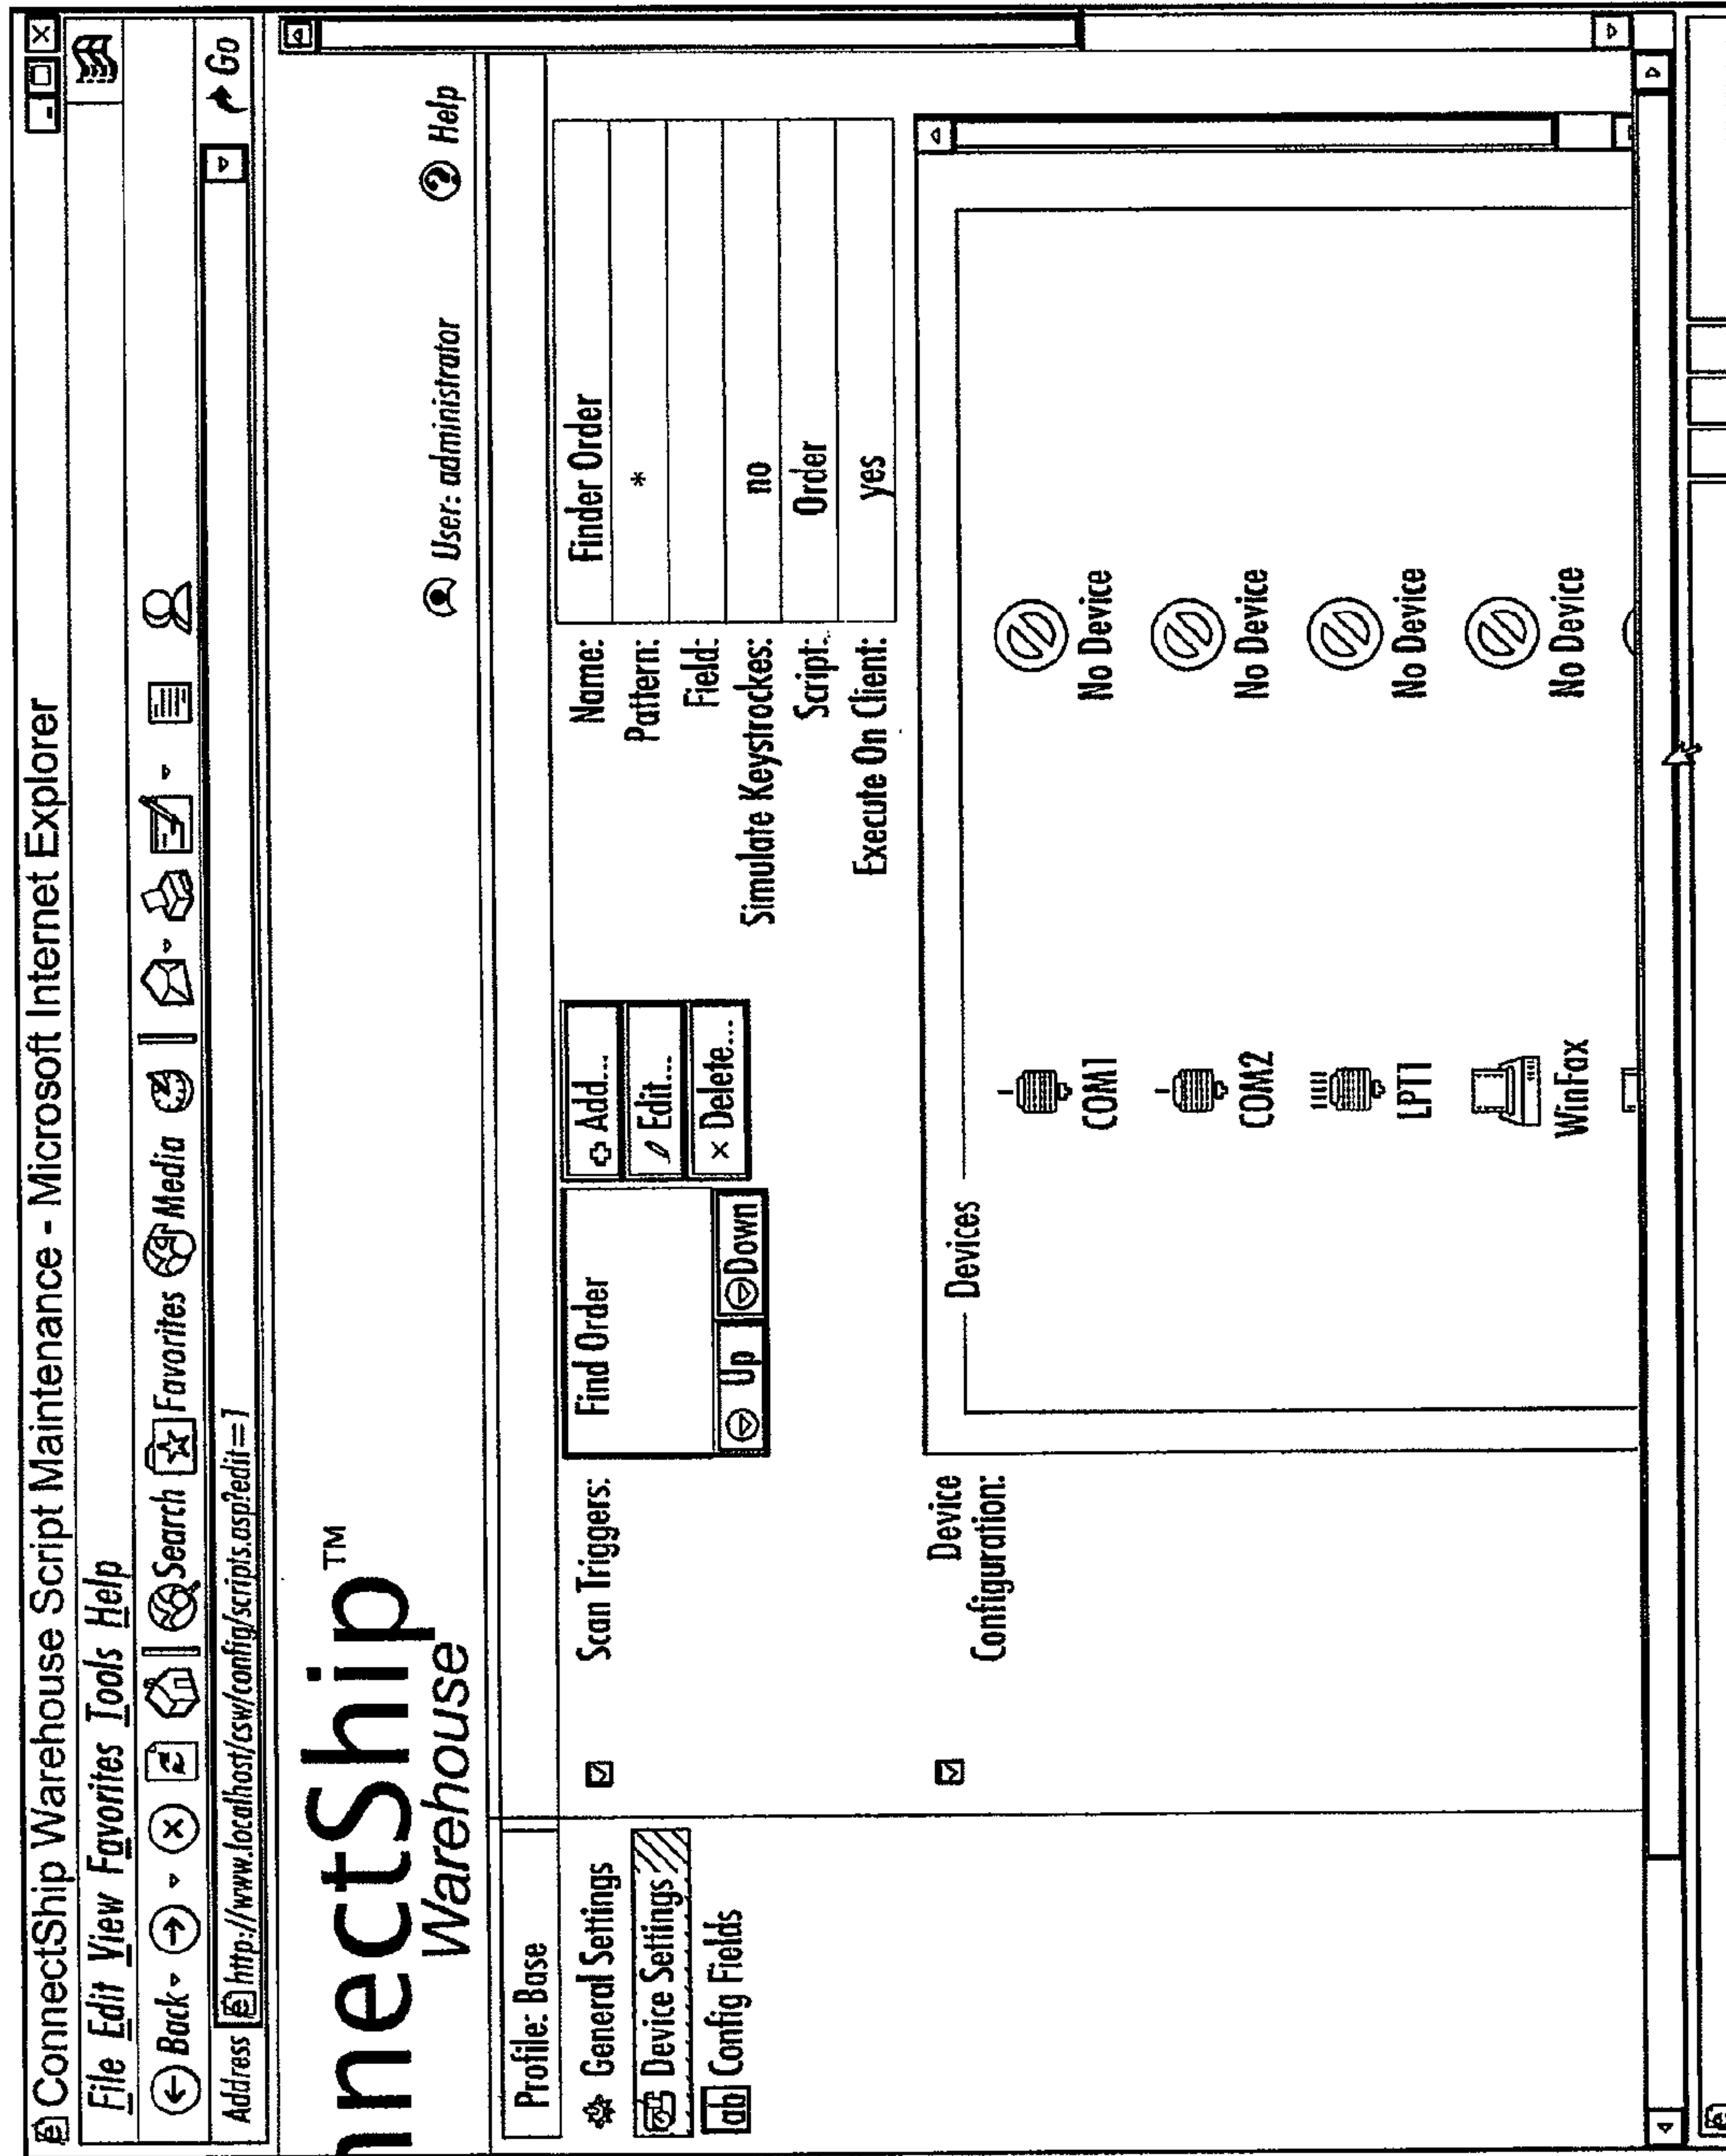 ConnectShip Warehouse Script Maintenance - Microsoft Internet Explorer
File Edit View Favorites Tools Help
Back Search Favorites Media
Address http://www.localhost/csw/config/scripts.asp?edit==1 Go
nnectShip™
Warehouse
User: administrator Help
Profile: Base
General Settings
Device Settings
ab Config Fields
Scan Triggers:
Find Order
Up Down
Add...
Edit...
Delete...
Name: Finder Order
Pattern: *
Field:
Simulate Keystrockes: no
Script: Order
Execute On Client: yes
Device
Configuration:
Devices
COM1 No Device
COM2 No Device
LPT1 No Device
WinFax No Device